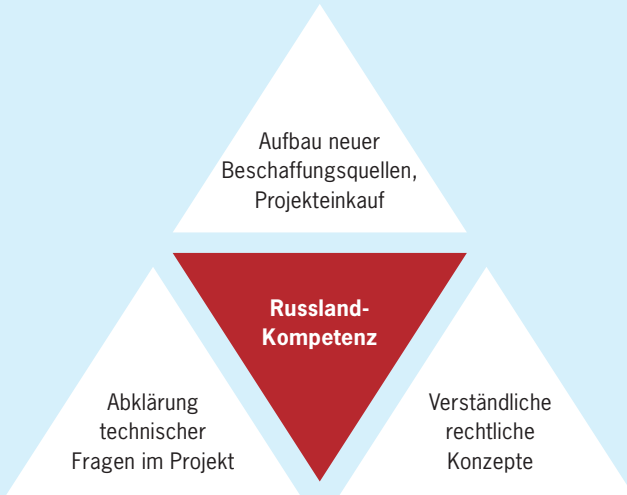 Aufbau neuer
Beschaffungsquellen,
Projekteinkauf
Russland-
Kompetenz
Abklärung
technischer
Fragen im Projekt
Verständliche
rechtliche
Konzepte